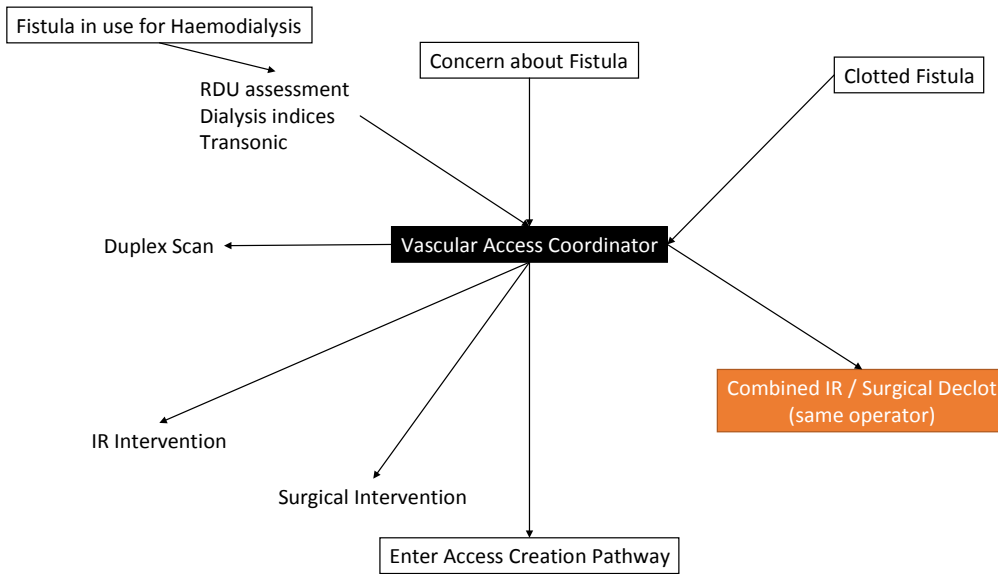 Fistula in use for Haemodialysis
Concern about Fistula
Clotted Fistula
RDU assessment
Dialysis indices
Transonic
Duplex Scan
Vascular Access Coordinator
Combined IR / Surgical Declot
(same operator)
IR Intervention
Surgical Intervention
Enter Access Creation Pathway